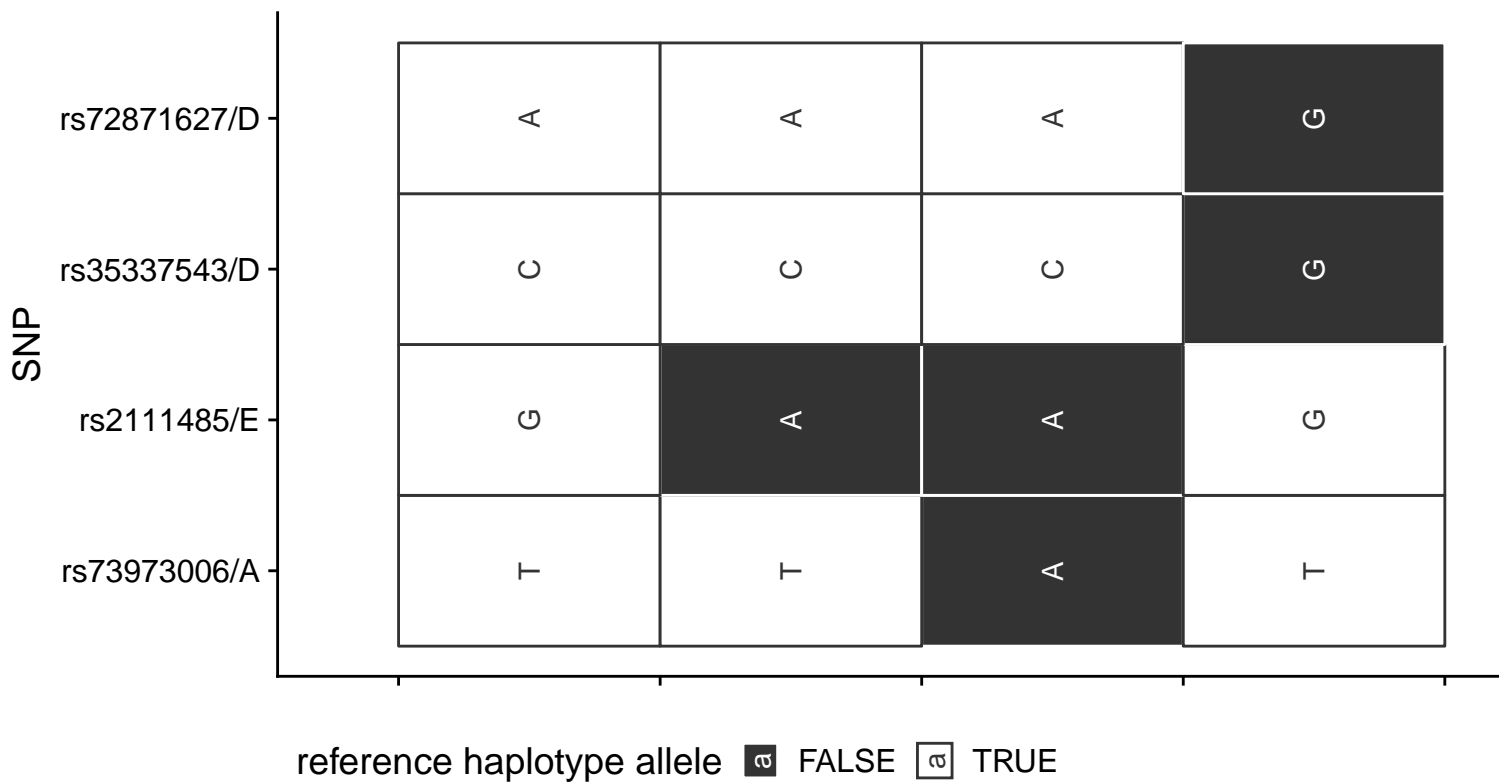 SNP
rs72871627/D A A A G
rs35337543/D C C C G
rs2111485/E G A A G
rs73973006/A T T A T
reference haplotype allele a FALSE a TRUE